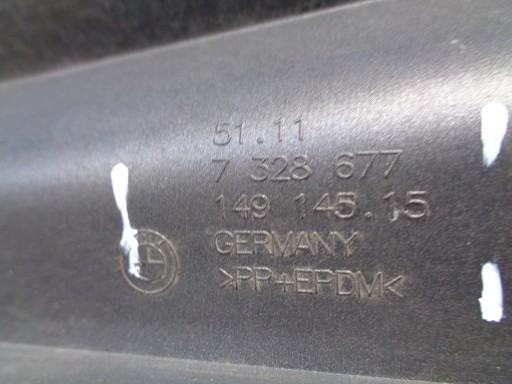 51.11
7 328 677
149 145.15
GERMANY
>PP+EPDM<